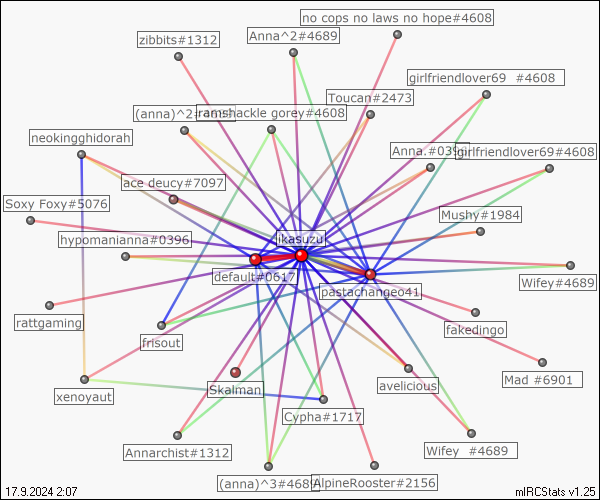 no cops no laws no hope#4608
zibbits#1312
Anna^2#4689
girlfriendlover69 #4608
Toucan#2473
(anna)^2
ramshackle gorey#4608
neokingghidorah
Anna.#039
girlfriendlover69#4608
ace deucy#7097
Soxy Foxy#5076
Mushy#1984
hypomanianna#0396
ikasuzu
default#0617
pastachangeo41
Wifey#4689
rattgaming
frisout
fakedingo
Skalman
avelicious
Mad #6901
xenoyaut
Cypha#1717
Annarchist#1312
Wifey #4689
(anna)^3#4689
AlpineRooster#2156
17.9.2024 2:07
mIRCStats v1.25